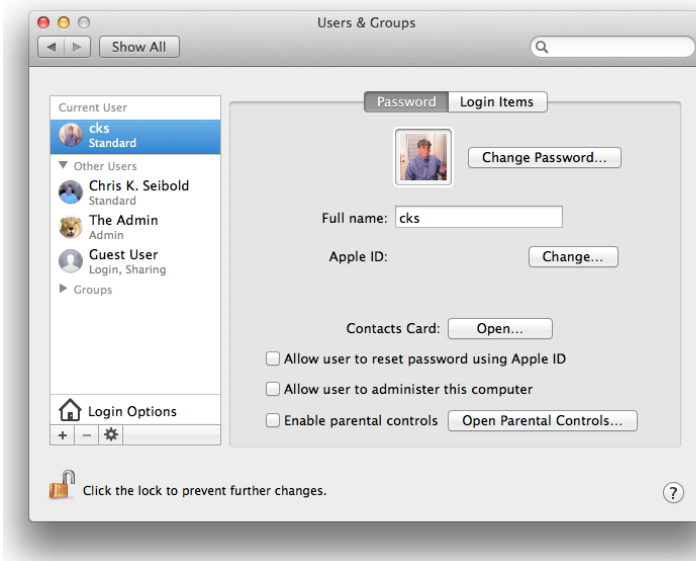 Users & Groups
Show All
Current User
cks
Standard
Other Users
Chris K. Seibold
Standard
The Admin
Admin
Guest User
Login, Sharing
Groups
Login Options
+ −
Password Login Items
Change Password...
Full name: cks
Apple ID: Change...
Contacts Card: Open...
Allow user to reset password using Apple ID
Allow user to administer this computer
Enable parental controls Open Parental Controls...
Click the lock to prevent further changes.
?